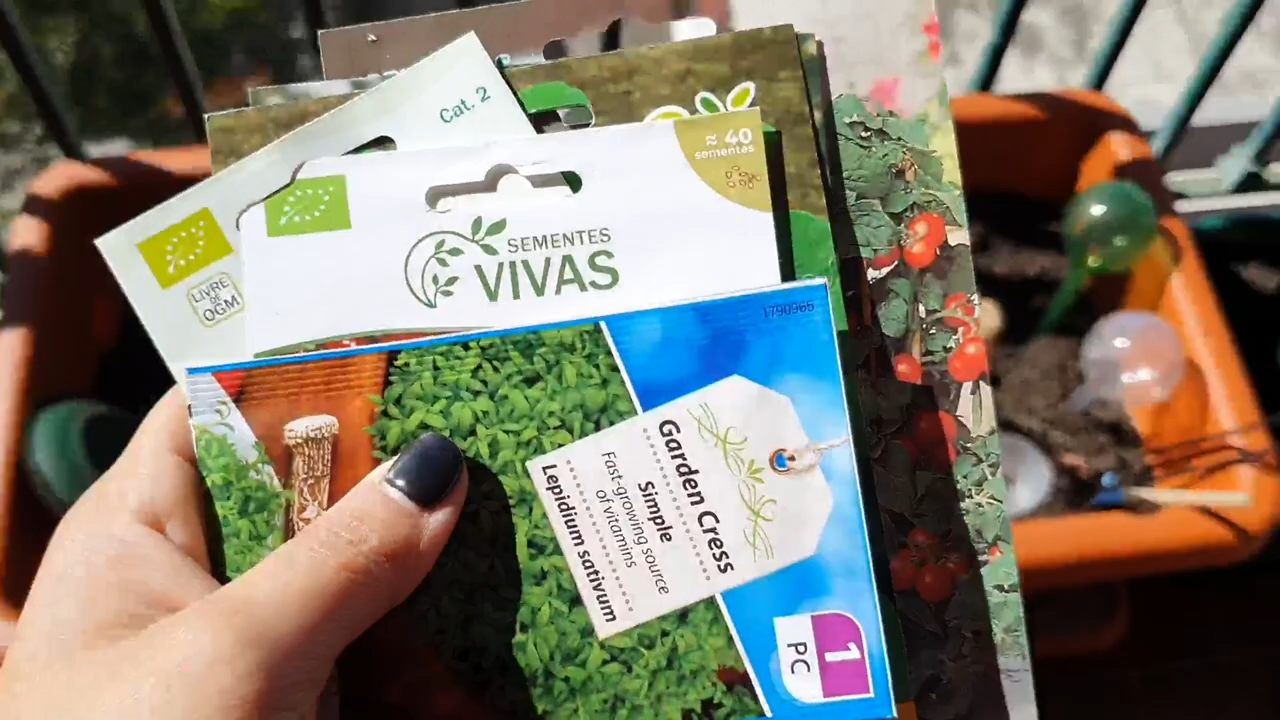 Cat. 2
≈ 40
sementes
LIVRE
DE
OGM
SEMENTES
VIVAS
1790965
Garden Cress
Simple
Fast-growing source
of vitamins
Lepidium sativum
1
PC